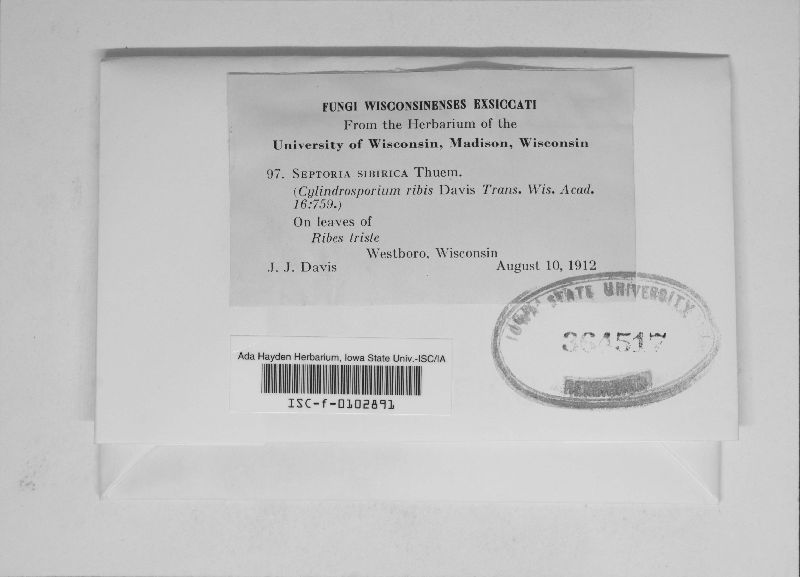 FUNGI WISCONSINENSES EXSICCATI
From the Herbarium of the
University of Wisconsin, Madison, Wisconsin
97. SEPTORIA SIBIRICA Thuem.
(Cylindrosporium ribis Davis Trans. Wis. Acad.
16:759.)
On leaves of
Ribes triste
Westboro, Wisconsin
J. J. Davis August 10, 1912
IOWA STATE UNIVERSITY
364517
HERBARIUM
Ada Hayden Herbarium, Iowa State Univ.-ISC/IA
ISC-f-0102891